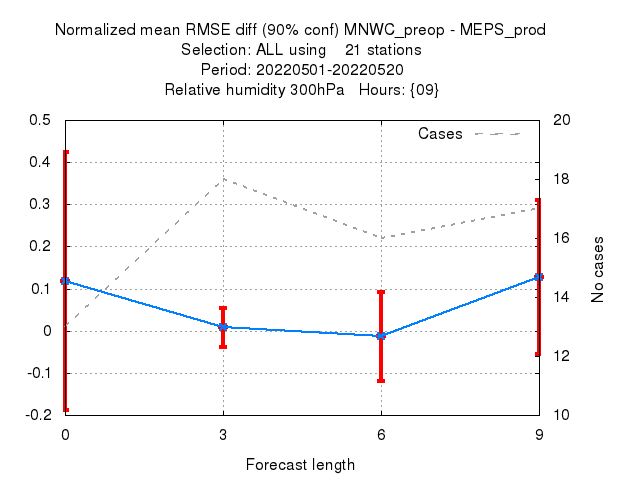 Normalized mean RMSE diff (90% conf) MNWC_preop - MEPS_prod
Selection: ALL using    21 stations
Period: 20220501-20220520
Relative humidity 300hPa   Hours: {09}
Cases
0.5
0.4
0.3
0.2
0.1
0
-0.1
-0.2
20
18
16
14
12
10
No cases
0 3 6 9
Forecast length